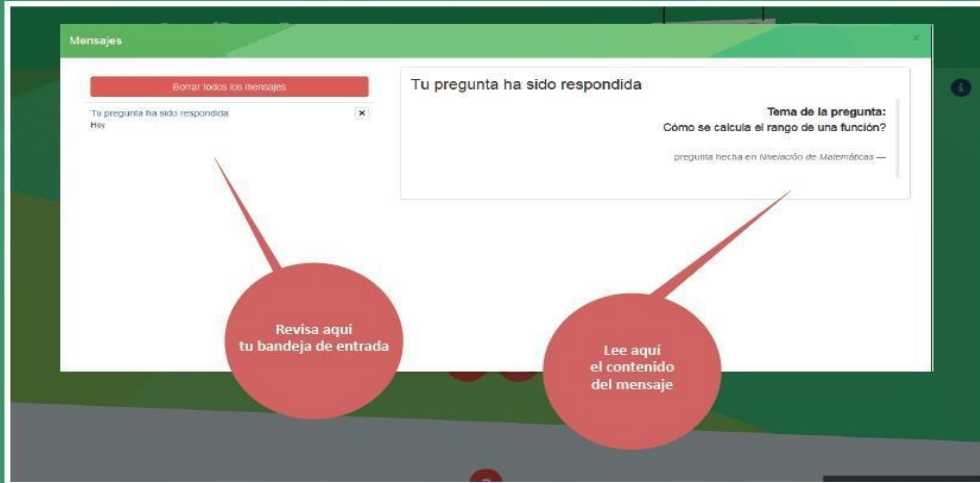 Mensajes
×
Borrar todos los mensajes
Tu pregunta ha sido respondida
×
Hoy
Tu pregunta ha sido respondida
Tema de la pregunta:
Cómo se calcula el rango de una función?
pregunta hecha en Nivelación de Matemáticas —
Revisa aquí
tu bandeja de entrada
Lee aquí
el contenido
del mensaje
i